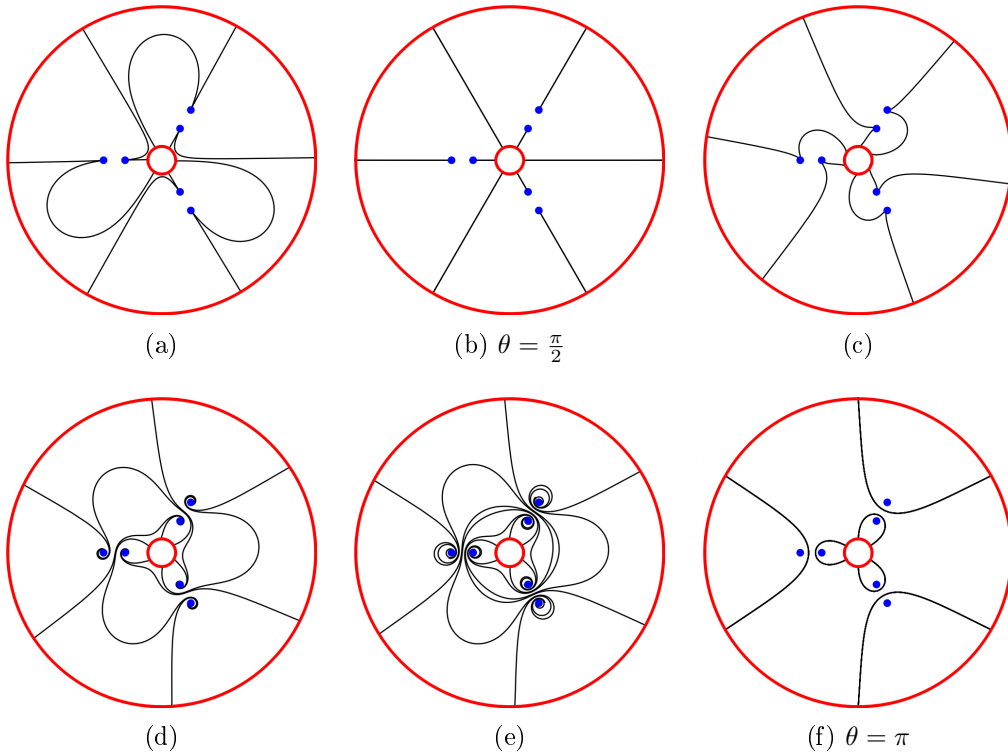 (a)
(b) θ = π/2
(c)
(d)
(e)
(f) θ = π